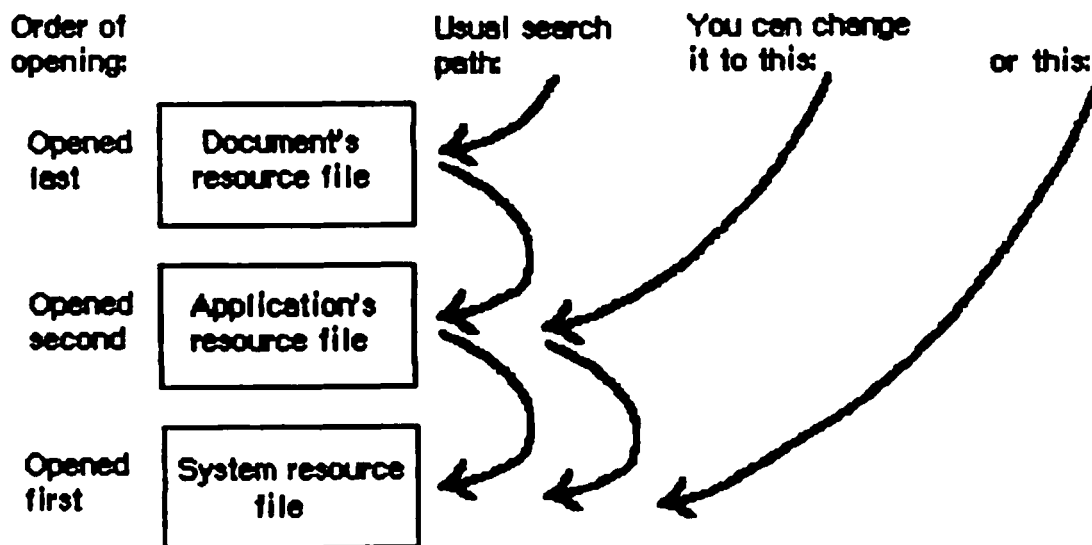 Order of
opening:
Usual search
path:
You can change
it to this:
or this:
Opened
last
Document's
resource file
Opened
second
Application's
resource file
Opened
first
System resource
file